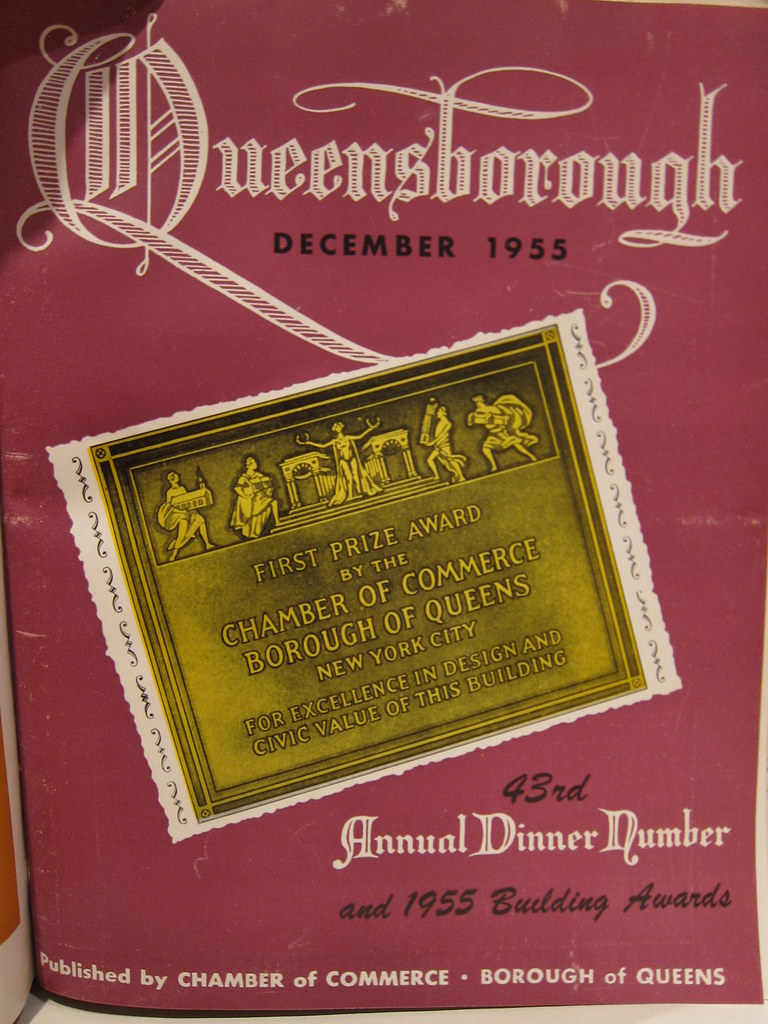 Queensborough
DECEMBER 1955
FIRST PRIZE AWARD
BY THE
CHAMBER OF COMMERCE
BOROUGH OF QUEENS
NEW YORK CITY
FOR EXCELLENCE IN DESIGN AND
CIVIC VALUE OF THIS BUILDING
43rd
Annual Dinner Number
and 1955 Building Awards
Published by CHAMBER of COMMERCE • BOROUGH of QUEENS